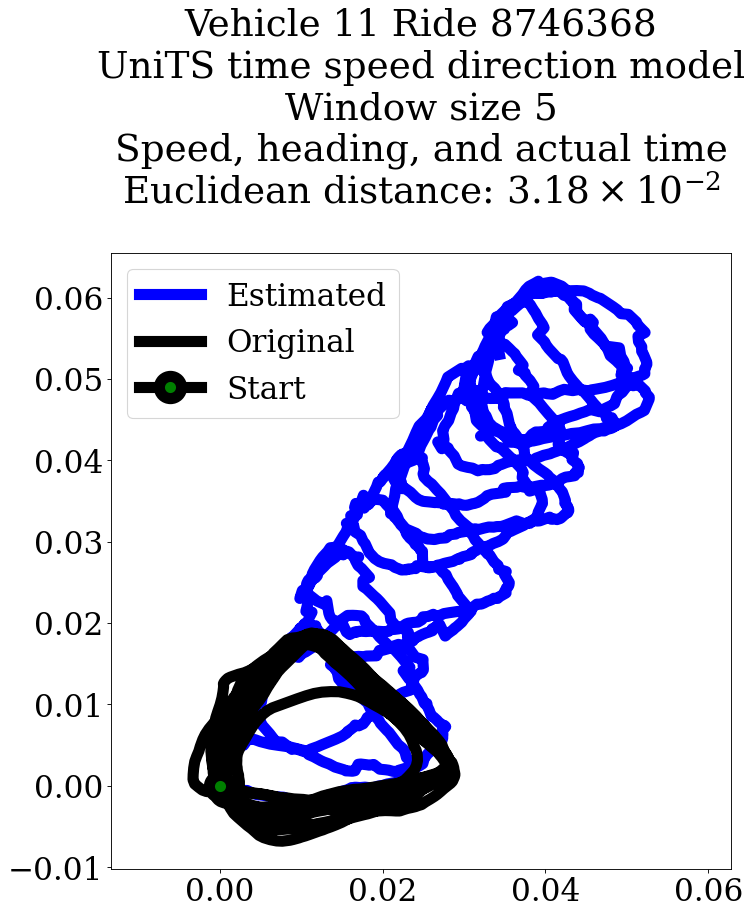 Vehicle 11 Ride 8746368
UniTS time speed direction model
Window size 5
Speed, heading, and actual time
Euclidean distance: 3.18 × 10⁻²
Estimated
Original
Start
0.06
0.05
0.04
0.03
0.02
0.01
0.00
−0.01
0.00 0.02 0.04 0.06